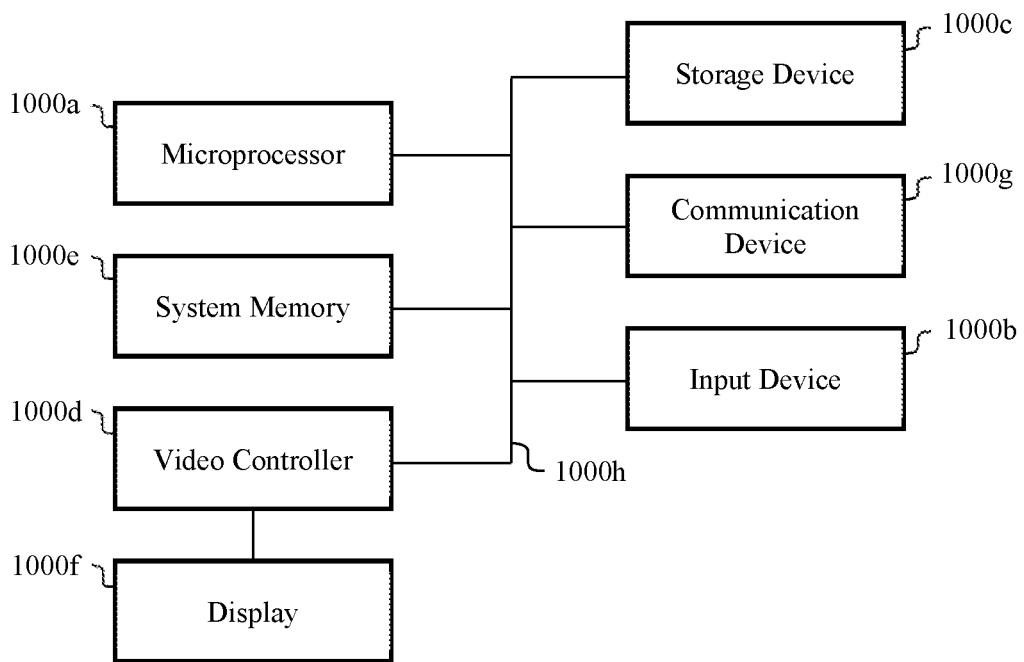 1000c
Storage Device
1000a
Microprocessor
1000g
Communication
Device
1000e
System Memory
1000b
Input Device
1000d
Video Controller
1000h
1000f
Display